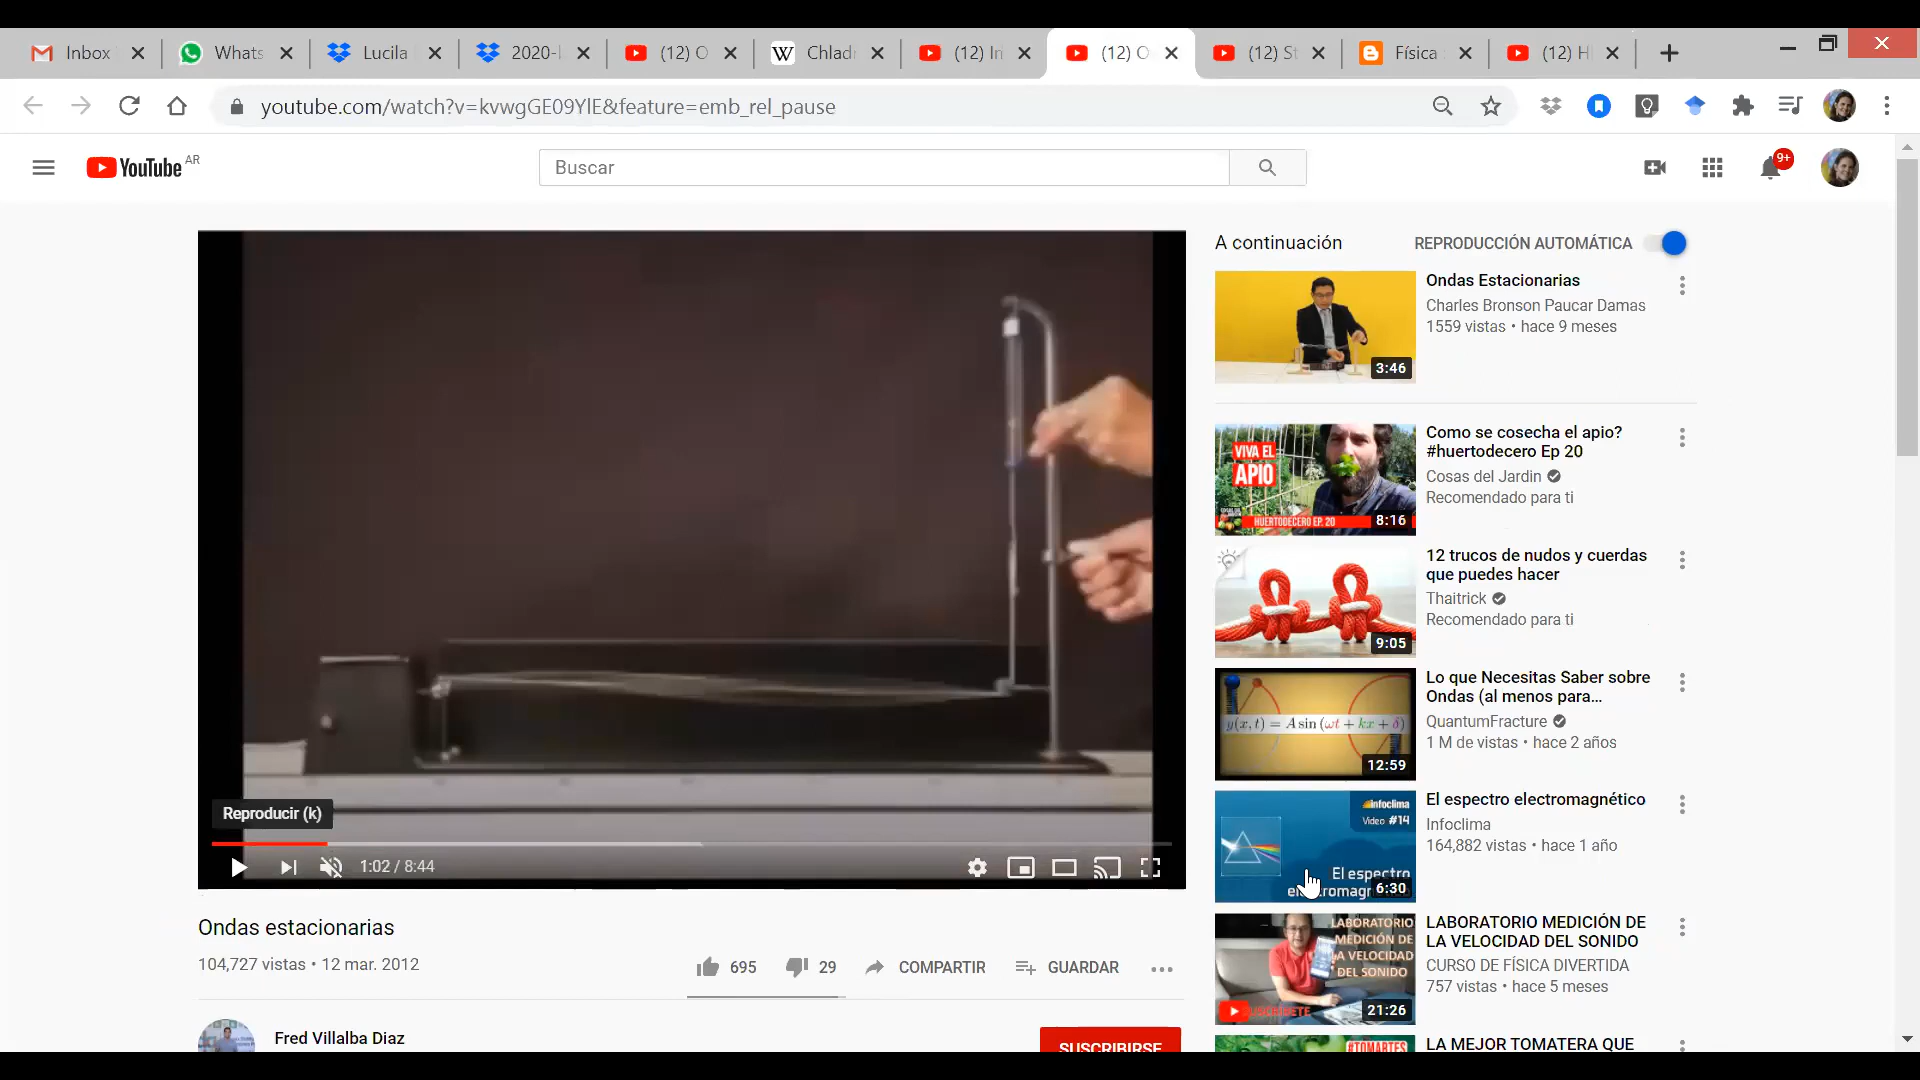 Inbox
Whats
Lucila
2020-
(12) O
Chladn
(12) In
(12) O
(12) St
Física
(12) H
youtube.com/watch?v=kvwgGE09YlE&feature=emb_rel_pause
YouTube AR
Buscar
9+
A continuación
REPRODUCCIÓN AUTOMÁTICA
Ondas Estacionarias
Charles Bronson Paucar Damas
1559 vistas • hace 9 meses
3:46
Como se cosecha el apio?
#huertodecero Ep 20
Cosas del Jardin
Recomendado para ti
VIVA EL
APIO
HUERTODECERO EP. 20
8:16
12 trucos de nudos y cuerdas
que puedes hacer
Thaitrick
Recomendado para ti
9:05
Lo que Necesitas Saber sobre
Ondas (al menos para...
QuantumFracture
1 M de vistas • hace 2 años
y(x, t) = A sin (ωt + kx + δ)
12:59
El espectro electromagnético
Infoclima
164,882 vistas • hace 1 año
infoclima
Video #14
El espectro
6:30
LABORATORIO MEDICIÓN DE
LA VELOCIDAD DEL SONIDO
CURSO DE FÍSICA DIVERTIDA
757 vistas • hace 5 meses
LABORATORIO
MEDICIÓN DE
A VELOCIDAD
DEL SONIDO
21:26
LA MEJOR TOMATERA QUE
#TOMARTES
Reproducir (k)
1:02 / 8:44
Ondas estacionarias
104,727 vistas • 12 mar. 2012
695
29
COMPARTIR
GUARDAR
Fred Villalba Diaz
SUSCRIBIRSE